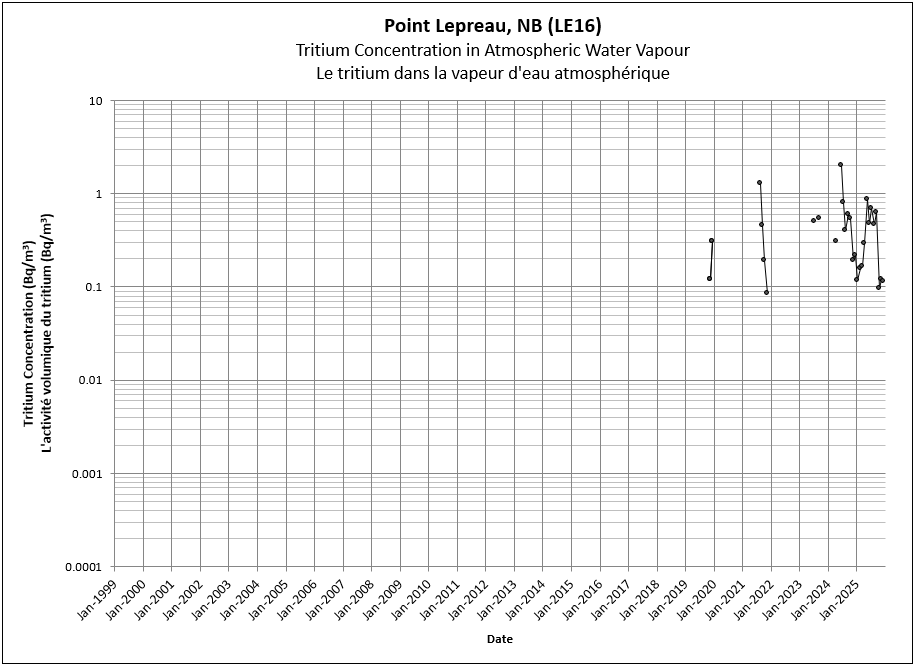 Point Lepreau, NB (LE16)
Tritium Concentration in Atmospheric Water Vapour
Le tritium dans la vapeur d'eau atmosphérique
Tritium Concentration (Bq/m³)
L'activité volumique du tritium (Bq/m³)
10
1
0.1
0.01
0.001
0.0001
Jan-1999
Jan-2000
Jan-2001
Jan-2002
Jan-2003
Jan-2004
Jan-2005
Jan-2006
Jan-2007
Jan-2008
Jan-2009
Jan-2010
Jan-2011
Jan-2012
Jan-2013
Jan-2014
Jan-2015
Jan-2016
Jan-2017
Jan-2018
Jan-2019
Jan-2020
Jan-2021
Jan-2022
Jan-2023
Jan-2024
Jan-2025
Date